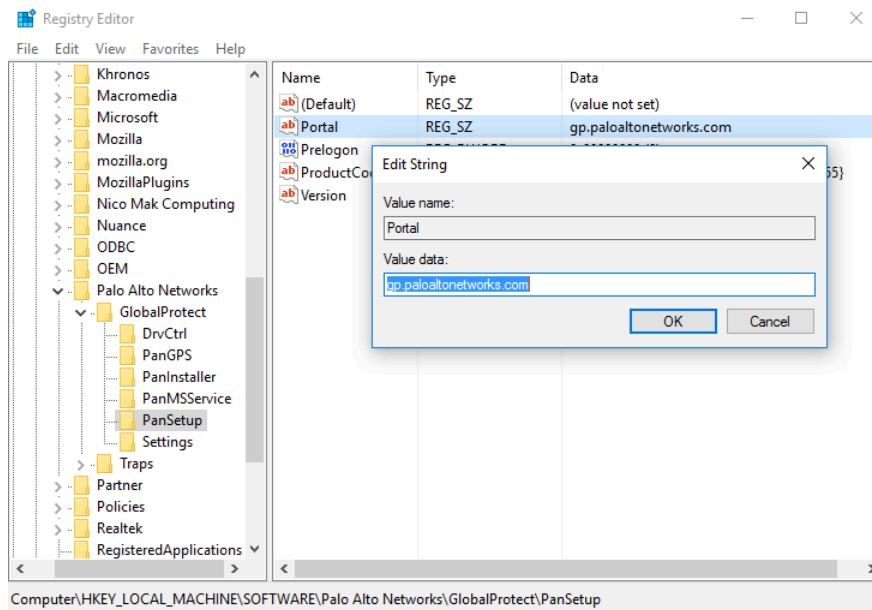 Registry Editor
File Edit View Favorites Help
Khronos
Macromedia
Microsoft
Mozilla
mozilla.org
MozillaPlugins
Nico Mak Computing
Nuance
ODBC
OEM
Palo Alto Networks
GlobalProtect
DrvCtrl
PanGPS
PanInstaller
PanMSService
PanSetup
Settings
Traps
Partner
Policies
Realtek
RegisteredApplications
Name Type Data
(Default) REG_SZ (value not set)
Portal REG_SZ gp.paloaltonetworks.com
Prelogon
ProductCo 55}
Version
Edit String
Value name:
Portal
Value data:
gp.paloaltonetworks.com
OK Cancel
Computer\HKEY_LOCAL_MACHINE\SOFTWARE\Palo Alto Networks\GlobalProtect\PanSetup